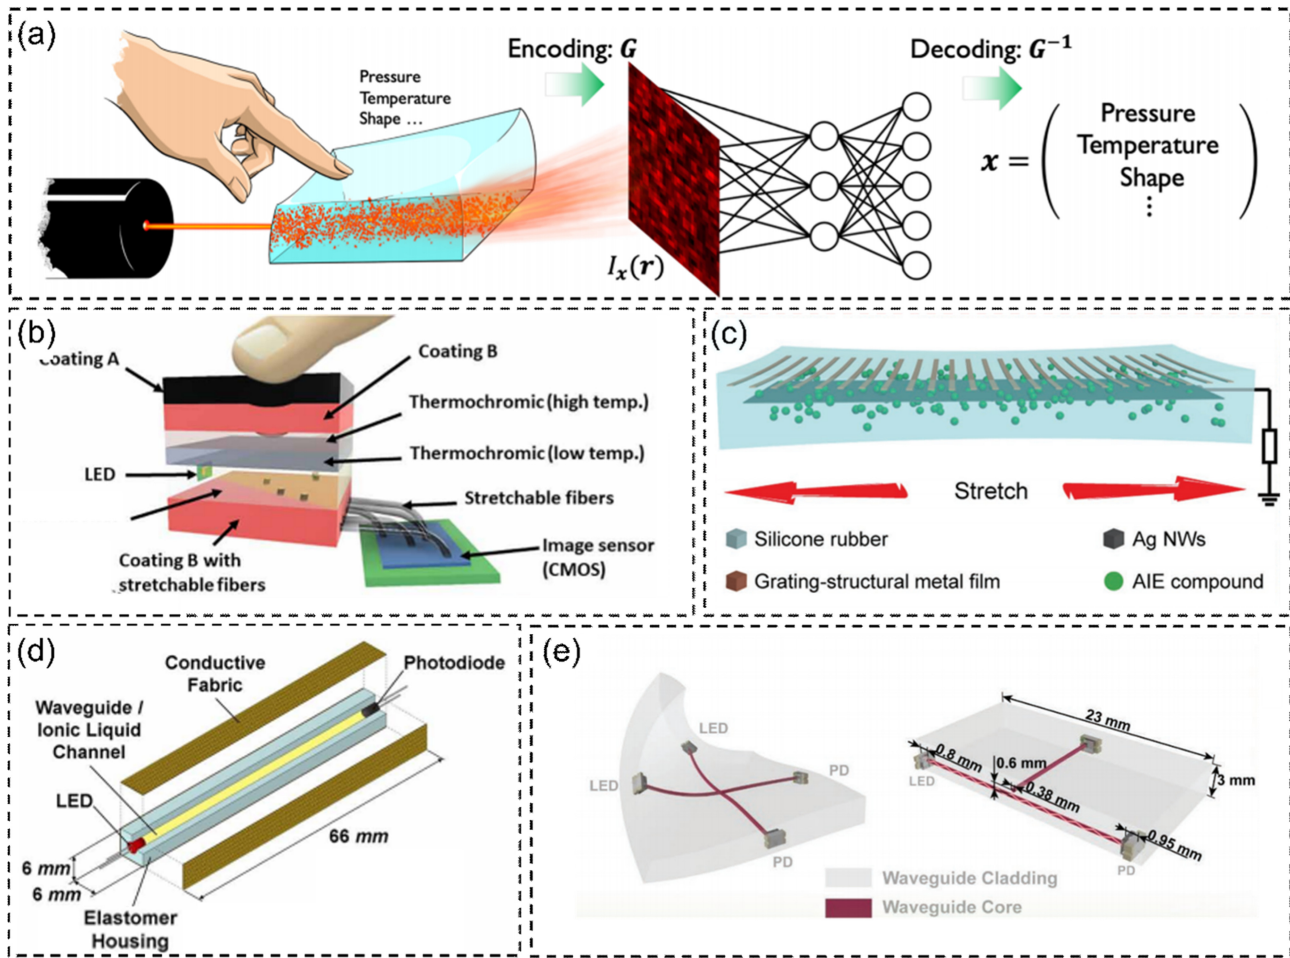 (a)
Pressure
Temperature
Shape ...
Encoding: G
Decoding: G⁻¹
Iₓ(r)
x =
Pressure
Temperature
Shape
⋮
(b)
Coating A
Coating B
Thermochromic (high temp.)
Thermochromic (low temp.)
LED
Stretchable fibers
Image sensor
(CMOS)
Coating B with
stretchable fibers
(c)
Stretch
Silicone rubber
Ag NWs
Grating-structural metal film
AIE compound
(d)
Conductive
Fabric
Photodiode
Waveguide /
Ionic Liquid
Channel
LED
66 mm
6 mm
6 mm
Elastomer
Housing
(e)
LED
LED
PD
PD
23 mm
0.8 mm
0.6 mm
3 mm
LED
0.38 mm
0.95 mm
PD
Waveguide Cladding
Waveguide Core